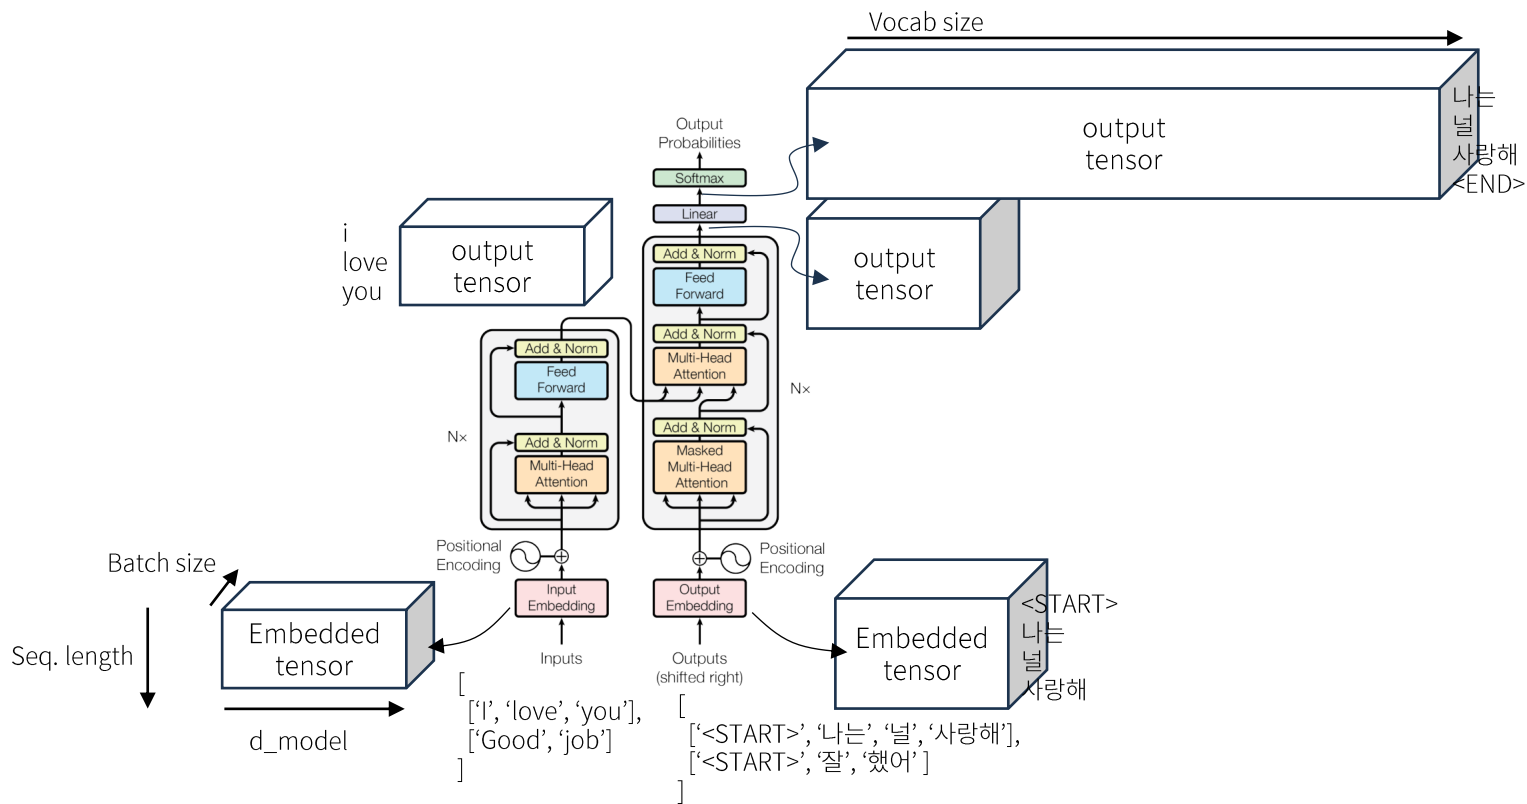 Vocab size
output
tensor
나는
널
사랑해
<END>
Output
Probabilities
Softmax
Linear
i
love
you
output
tensor
output
tensor
Add & Norm
Feed
Forward
Add & Norm
Multi-Head
Attention
Nx
Add & Norm
Masked
Multi-Head
Attention
Add & Norm
Feed
Forward
Nx
Add & Norm
Multi-Head
Attention
Positional
Encoding
Positional
Encoding
Input
Embedding
Output
Embedding
Inputs
Outputs
(shifted right)
Batch size
Seq. length
d_model
Embedded
tensor
Embedded
tensor
<START>
나는
널
사랑해
[
[‘I’, ‘love’, ‘you’],
[‘Good’, ‘job’]
]
[
[‘<START>’, ‘나는’, ‘널’, ‘사랑해’],
[‘<START>’, ‘잘’, ‘했어’ ]
]